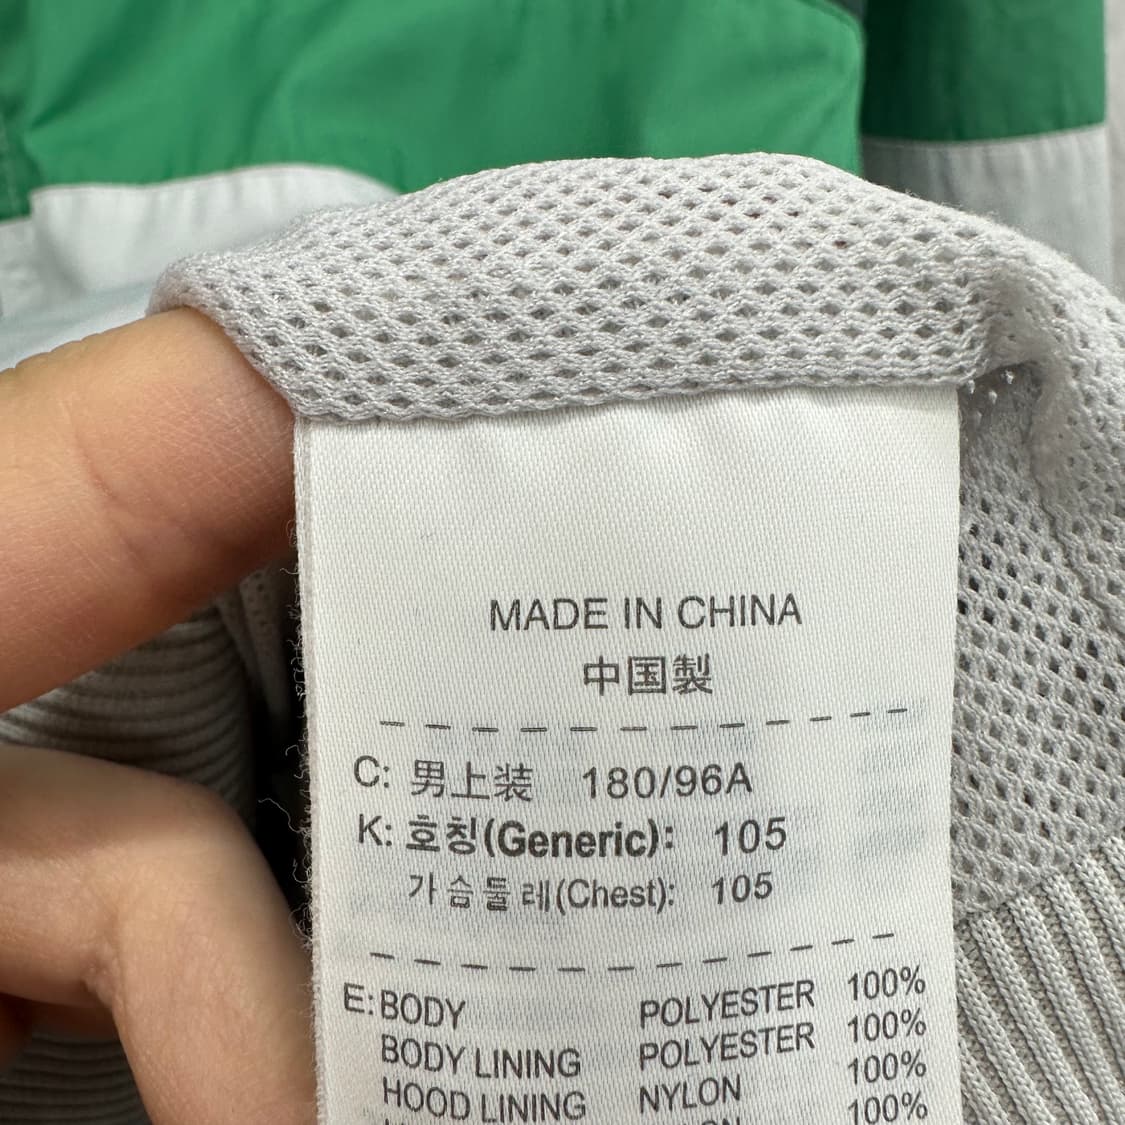 MADE IN CHINA
中国製
C: 男上装 180/96A
K: 호칭(Generic): 105
가슴둘레(Chest): 105
E: BODY POLYESTER 100%
BODY LINING POLYESTER 100%
HOOD LINING NYLON 100%
100%